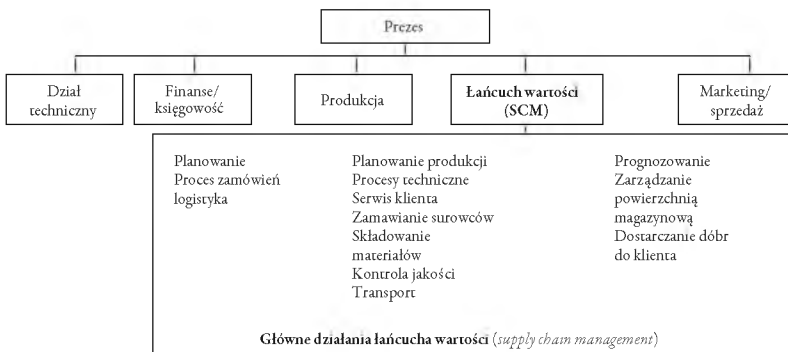 Prezes
Dział
techniczny
Finanse/
księgowość
Produkcja
Łańcuch wartości
(SCM)
Marketing/
sprzedaż
Planowanie
Proces zamówień
logistyka
Planowanie produkcji
Procesy techniczne
Serwis klienta
Zamawianie surowców
Składowanie
materiałów
Kontrola jakości
Transport
Prognozowanie
Zarządzanie
powierzchnią
magazynową
Dostarczanie dóbr
do klienta
Główne działania łańcucha wartości (supply chain management)